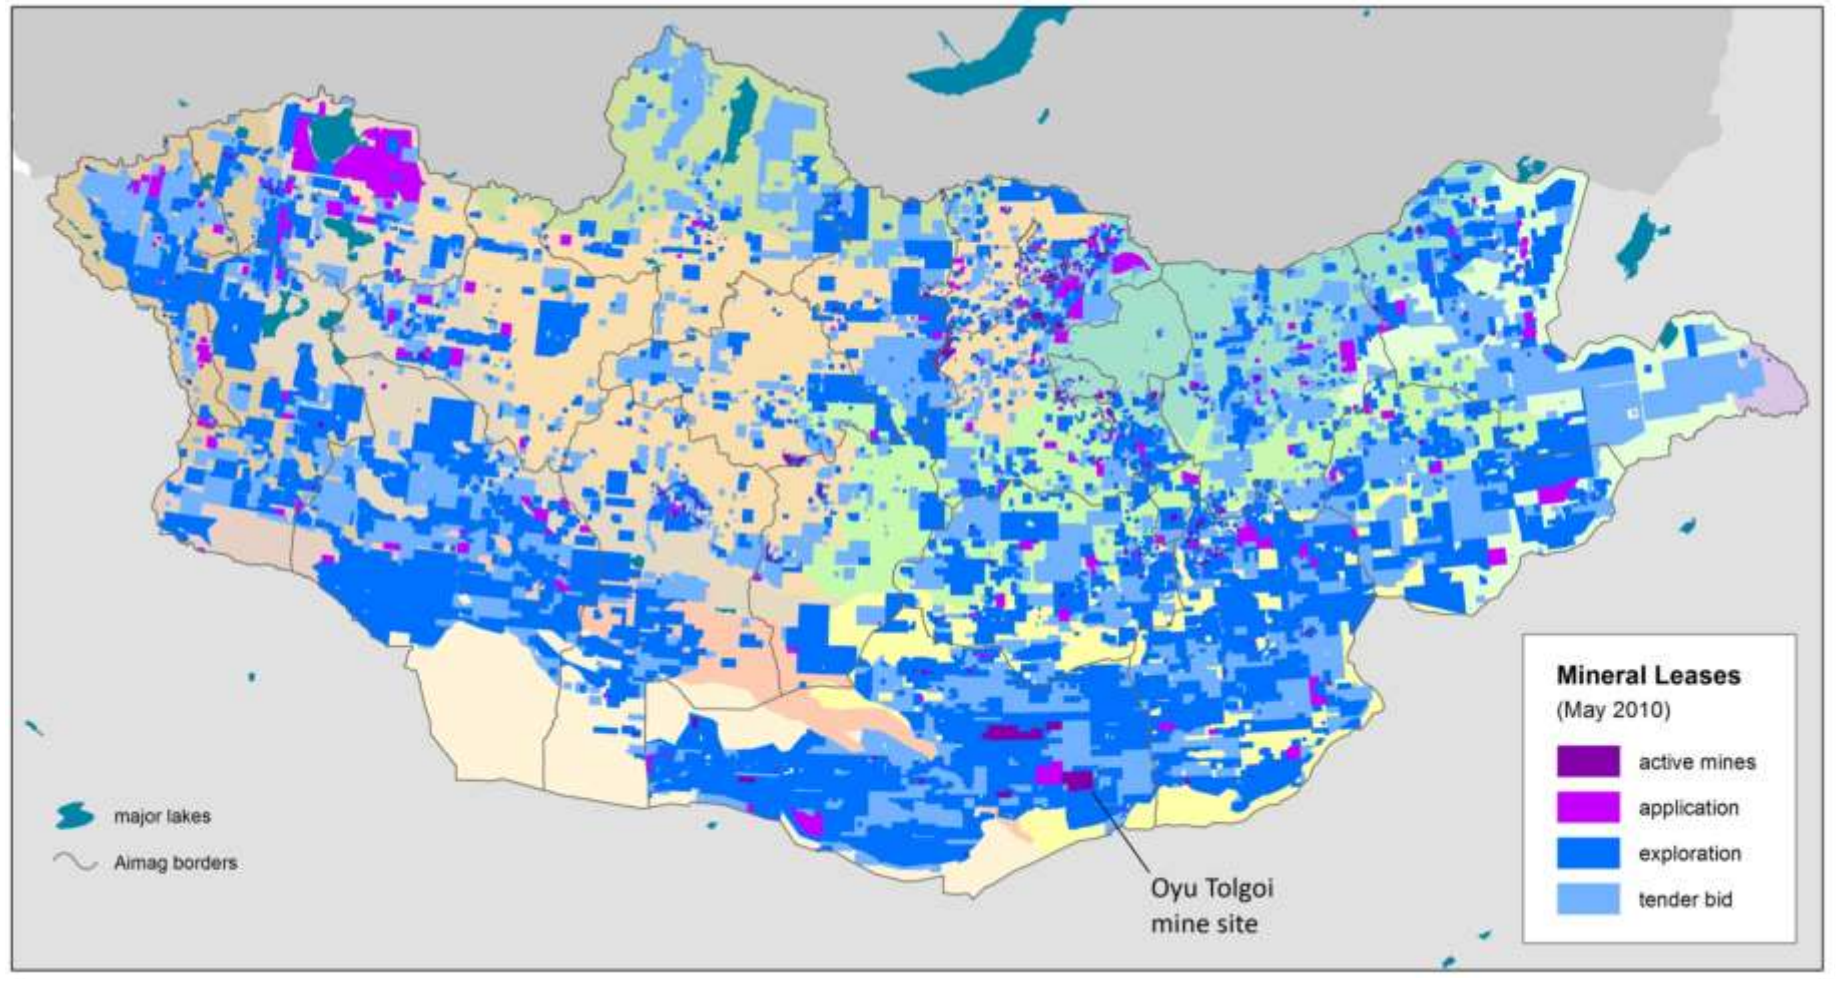 Mineral Leases
(May 2010)
active mines
application
exploration
tender bid
major lakes
Aimag borders
Oyu Tolgoi
mine site